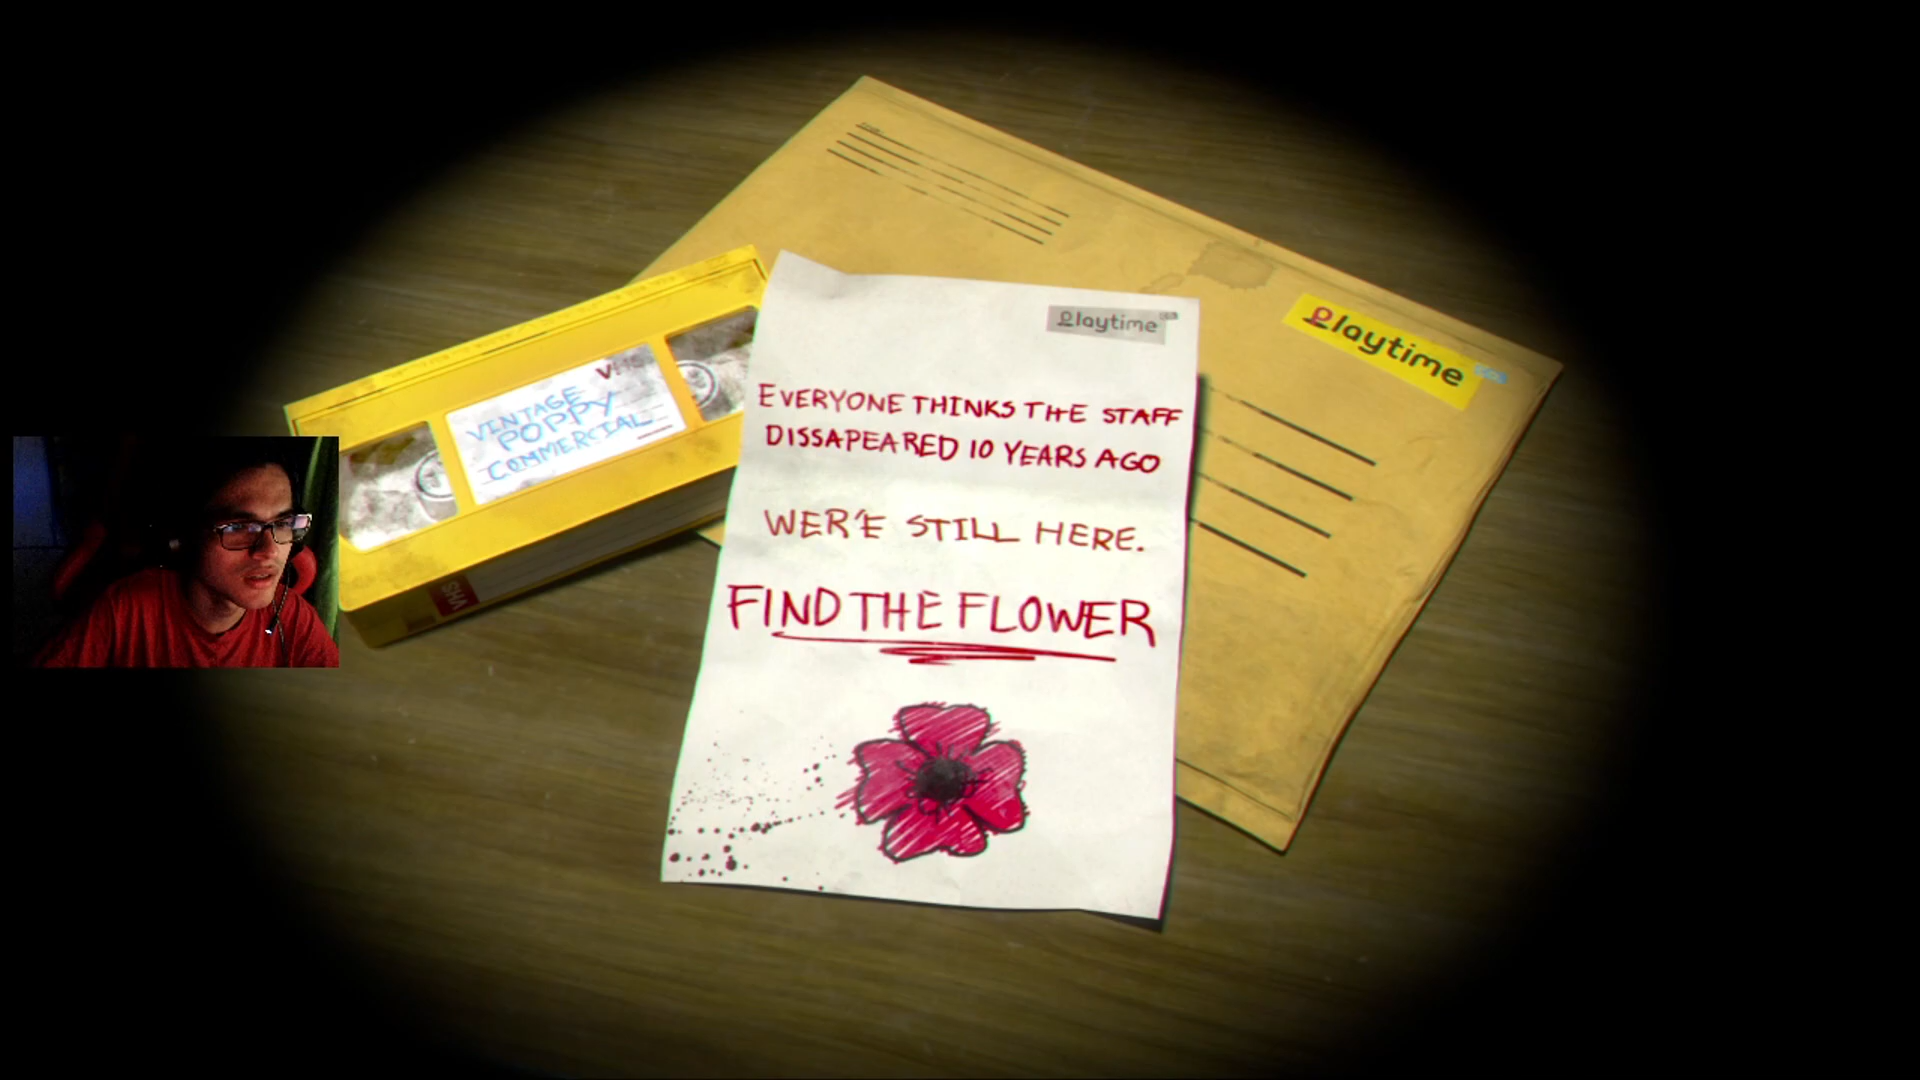 Playtime
Playtime
VINTAGE
POPPY
COMMERCIAL
VHS
EVERYONE THINKS THE STAFF
DISSAPEARED 10 YEARS AGO
WER'E STILL HERE.
FIND THE FLOWER